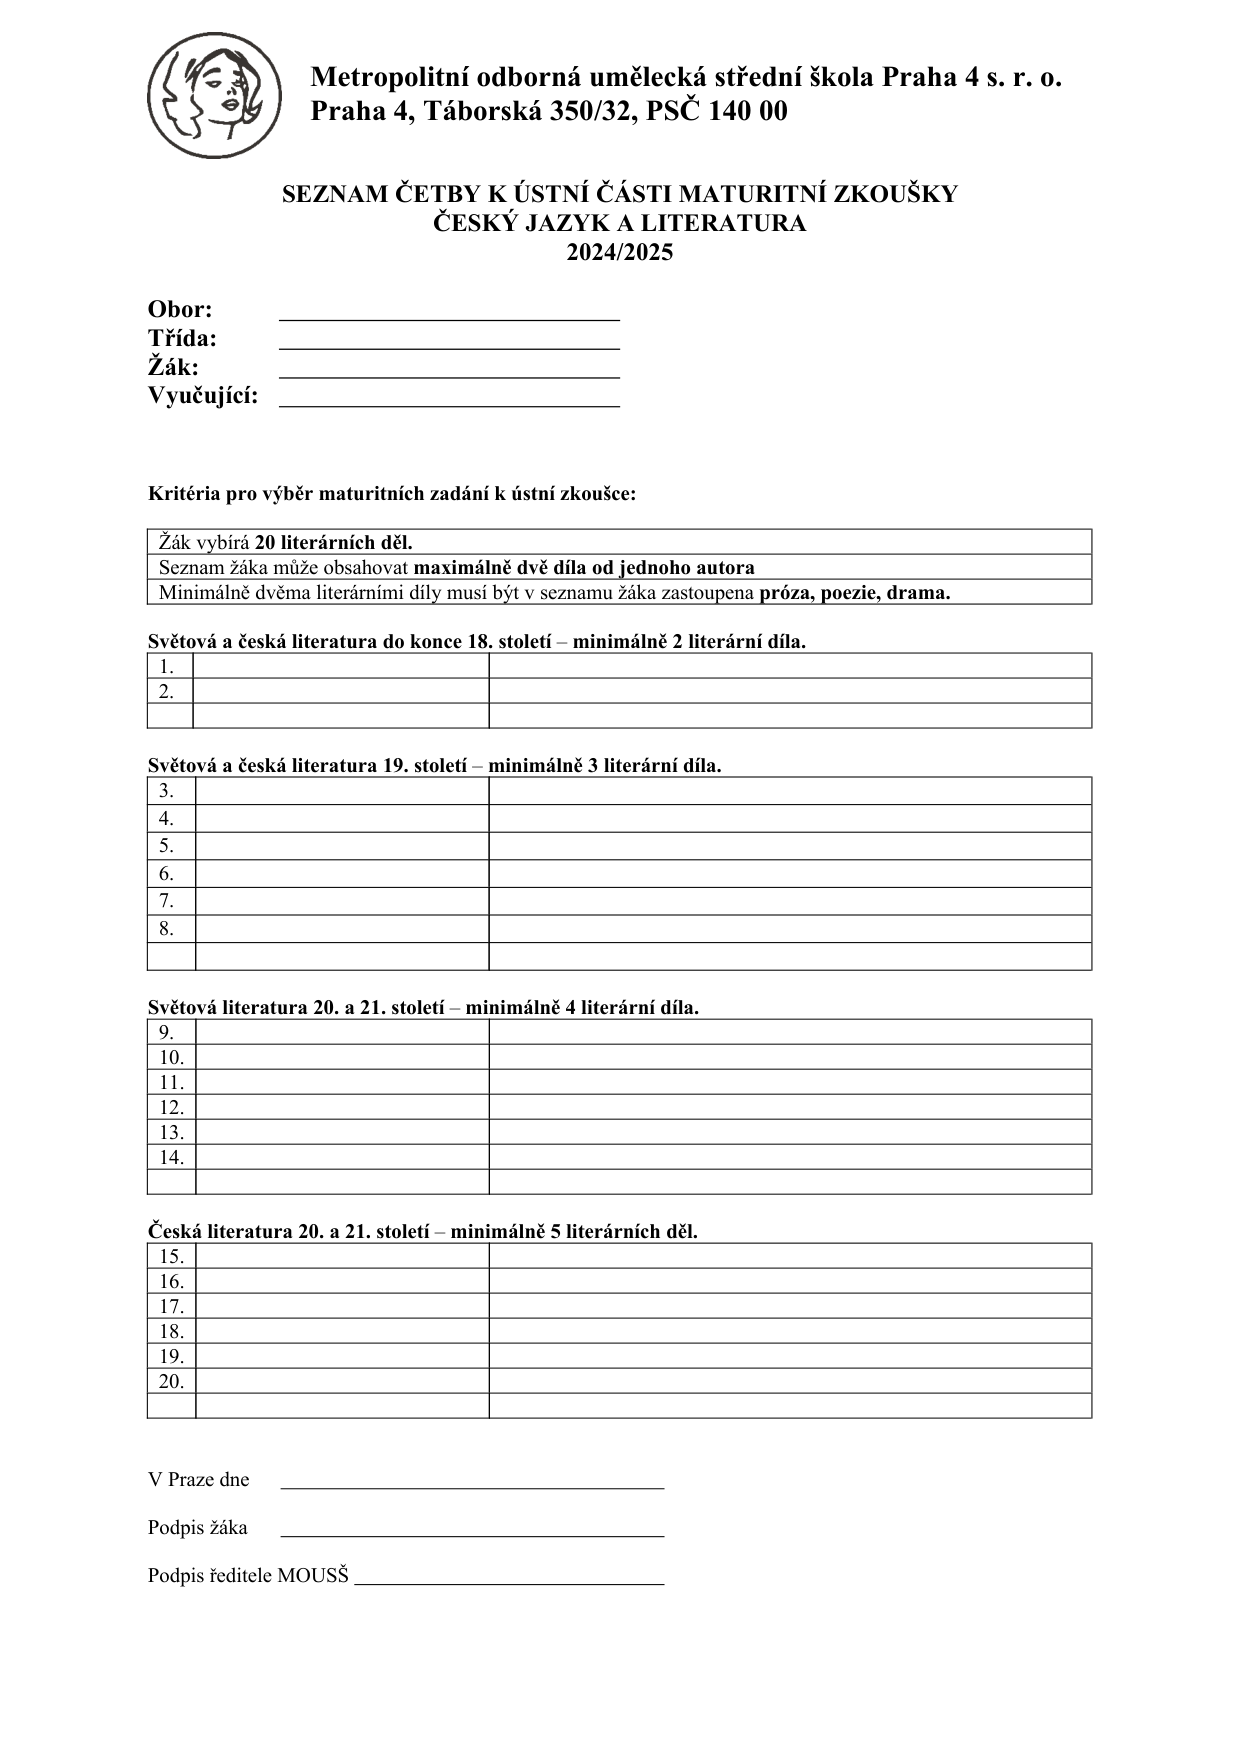 Metropolitní odborná umělecká střední škola Praha 4 s. r. o.
Praha 4, Táborská 350/32, PSČ 140 00
SEZNAM ČETBY K ÚSTNÍ ČÁSTI MATURITNÍ ZKOUŠKY
ČESKÝ JAZYK A LITERATURA
2024/2025
Obor:
Třída:
Žák:
Vyučující:
Kritéria pro výběr maturitních zadání k ústní zkoušce:
Žák vybírá 20 literárních děl.
Seznam žáka může obsahovat maximálně dvě díla od jednoho autora
Minimálně dvěma literárními díly musí být v seznamu žáka zastoupena próza, poezie, drama.
Světová a česká literatura do konce 18. století – minimálně 2 literární díla.
1.
2.
Světová a česká literatura 19. století – minimálně 3 literární díla.
3.
4.
5.
6.
7.
8.
Světová literatura 20. a 21. století – minimálně 4 literární díla.
9.
10.
11.
12.
13.
14.
Česká literatura 20. a 21. století – minimálně 5 literárních děl.
15.
16.
17.
18.
19.
20.
V Praze dne
Podpis žáka
Podpis ředitele MOUSŠ